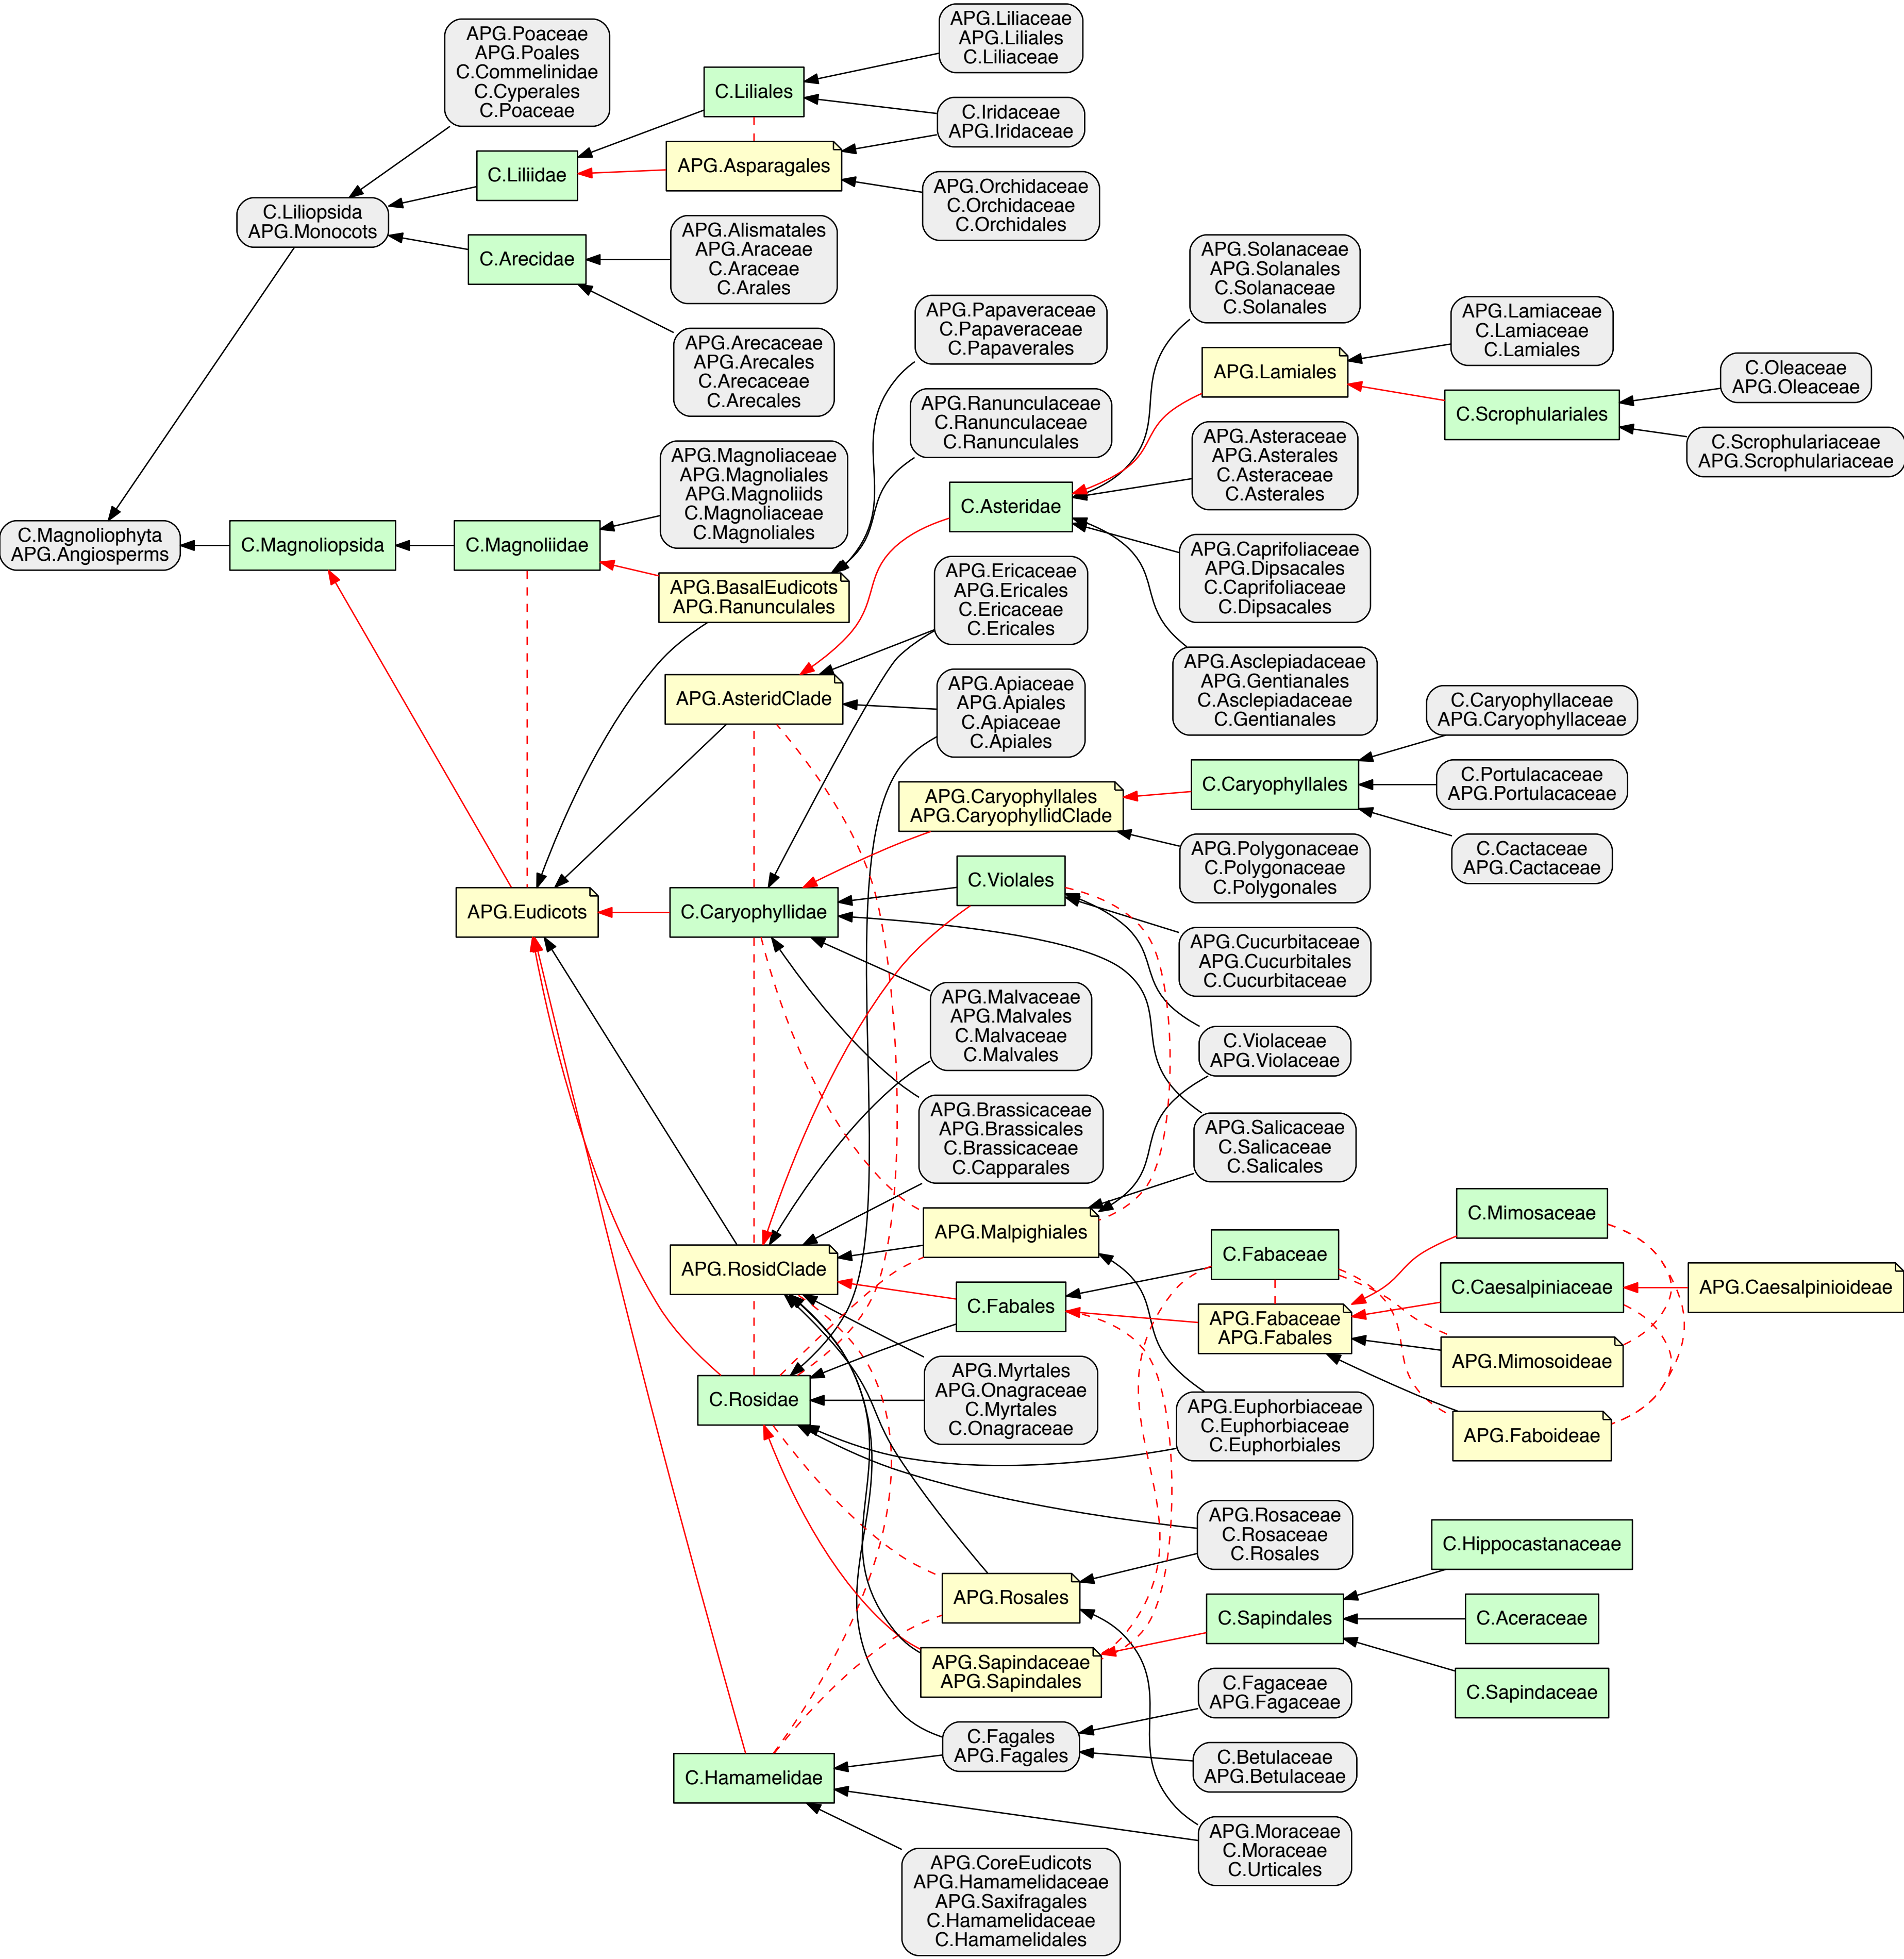 APG.Poaceae
APG.Poales
C.Commelinidae
C.Cyperales
C.Poaceae
APG.Liliaceae
APG.Liliales
C.Liliaceae
C.Liliales
C.Iridaceae
APG.Iridaceae
C.Liliidae
APG.Asparagales
APG.Orchidaceae
C.Orchidaceae
C.Orchidales
C.Liliopsida
APG.Monocots
C.Arecidae
APG.Alismatales
APG.Araceae
C.Araceae
C.Arales
APG.Arecaceae
APG.Arecales
C.Arecaceae
C.Arecales
APG.Solanaceae
APG.Solanales
C.Solanaceae
C.Solanales
APG.Papaveraceae
C.Papaveraceae
C.Papaverales
APG.Lamiaceae
C.Lamiaceae
C.Lamiales
APG.Lamiales
C.Oleaceae
APG.Oleaceae
C.Scrophulariales
APG.Ranunculaceae
C.Ranunculaceae
C.Ranunculales
APG.Asteraceae
APG.Asterales
C.Asteraceae
C.Asterales
C.Scrophulariaceae
APG.Scrophulariaceae
APG.Magnoliaceae
APG.Magnoliales
APG.Magnoliids
C.Magnoliaceae
C.Magnoliales
C.Asteridae
C.Magnoliophyta
APG.Angiosperms
C.Magnoliopsida
C.Magnoliidae
APG.BasalEudicots
APG.Ranunculales
APG.Caprifoliaceae
APG.Dipsacales
C.Caprifoliaceae
C.Dipsacales
APG.Ericaceae
APG.Ericales
C.Ericaceae
C.Ericales
APG.AsteridClade
APG.Apiaceae
APG.Apiales
C.Apiaceae
C.Apiales
APG.Asclepiadaceae
APG.Gentianales
C.Asclepiadaceae
C.Gentianales
C.Caryophyllaceae
APG.Caryophyllaceae
C.Caryophyllales
C.Portulacaceae
APG.Portulacaceae
APG.Caryophyllales
APG.CaryophyllidClade
APG.Polygonaceae
C.Polygonaceae
C.Polygonales
C.Cactaceae
APG.Cactaceae
C.Violales
APG.Eudicots
C.Caryophyllidae
APG.Cucurbitaceae
APG.Cucurbitales
C.Cucurbitaceae
APG.Malvaceae
APG.Malvales
C.Malvaceae
C.Malvales
C.Violaceae
APG.Violaceae
APG.Brassicaceae
APG.Brassicales
C.Brassicaceae
C.Capparales
APG.Salicaceae
C.Salicaceae
C.Salicales
APG.Malpighiales
C.Mimosaceae
APG.RosidClade
C.Fabaceae
C.Caesalpiniaceae
APG.Caesalpinioideae
C.Fabales
APG.Fabaceae
APG.Fabales
APG.Mimosoideae
APG.Myrtales
APG.Onagraceae
C.Myrtales
C.Onagraceae
C.Rosidae
APG.Euphorbiaceae
C.Euphorbiaceae
C.Euphorbiales
APG.Faboideae
APG.Rosaceae
C.Rosaceae
C.Rosales
C.Hippocastanaceae
APG.Rosales
C.Sapindales
C.Aceraceae
APG.Sapindaceae
APG.Sapindales
C.Sapindaceae
C.Fagaceae
APG.Fagaceae
C.Fagales
APG.Fagales
C.Betulaceae
APG.Betulaceae
C.Hamamelidae
APG.Moraceae
C.Moraceae
C.Urticales
APG.CoreEudicots
APG.Hamamelidaceae
APG.Saxifragales
C.Hamamelidaceae
C.Hamamelidales